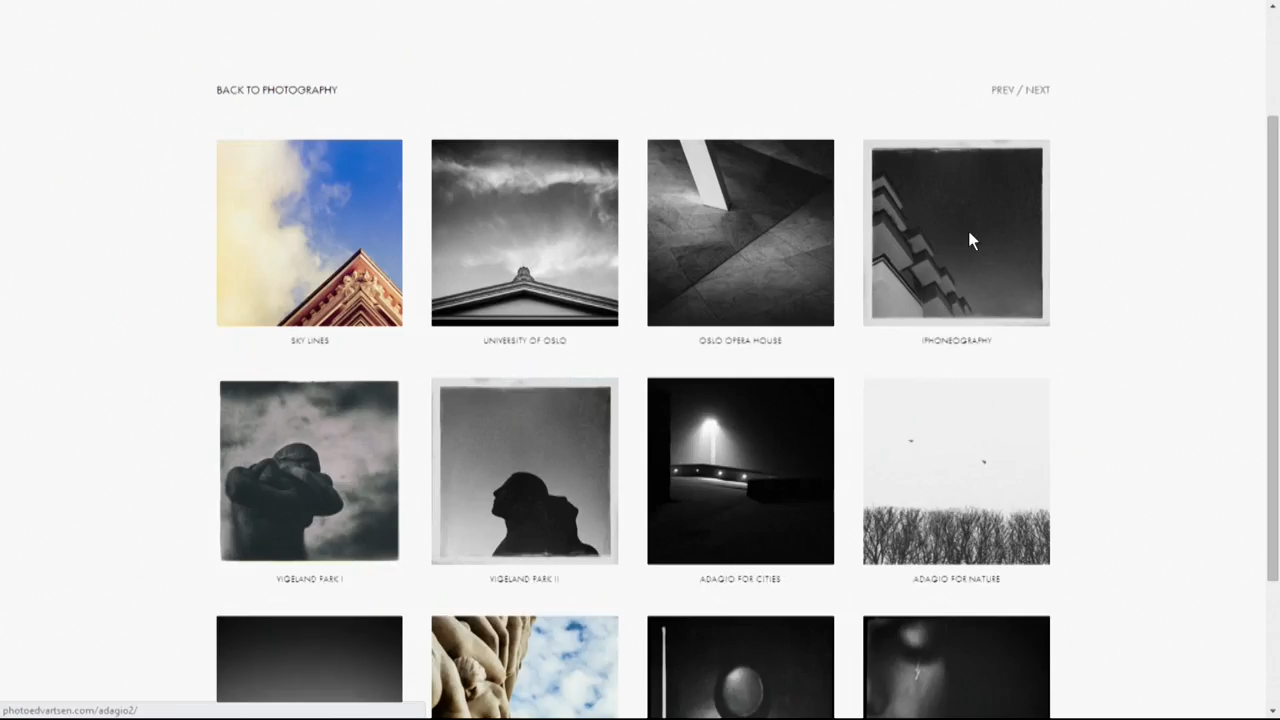 BACK TO PHOTOGRAPHY
PREV / NEXT
SKY LINES
UNIVERSITY OF OSLO
OSLO OPERA HOUSE
IPHONEOGRAPHY
VIGELAND PARK I
VIGELAND PARK II
ADAGIO FOR CITIES
ADAGIO FOR NATURE
photoedvartsen.com/adagio2/